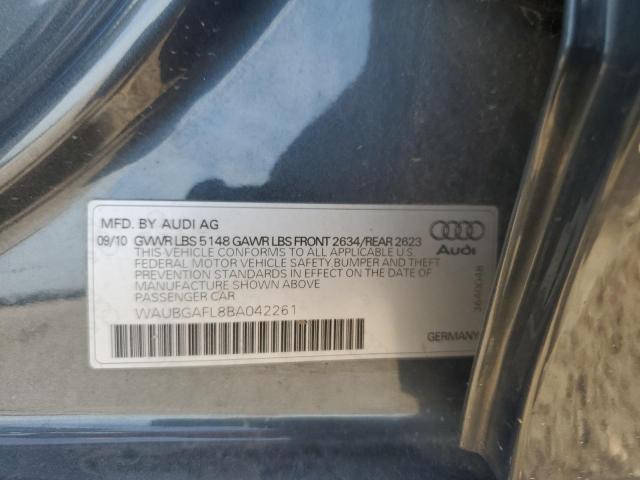 MFD. BY AUDI AG
09/10 GVWR LBS 5148 GAWR LBS FRONT 2634/REAR 2623
THIS VEHICLE CONFORMS TO ALL APPLICABLE U.S.
FEDERAL MOTOR VEHICLE SAFETY BUMPER AND THEFT
PREVENTION STANDARDS IN EFFECT ON THE DATE OF
MANUFACTURE SHOWN ABOVE
PASSENGER CAR
WAUBGAFL8BA042261
Audi
3640048
GERMANY